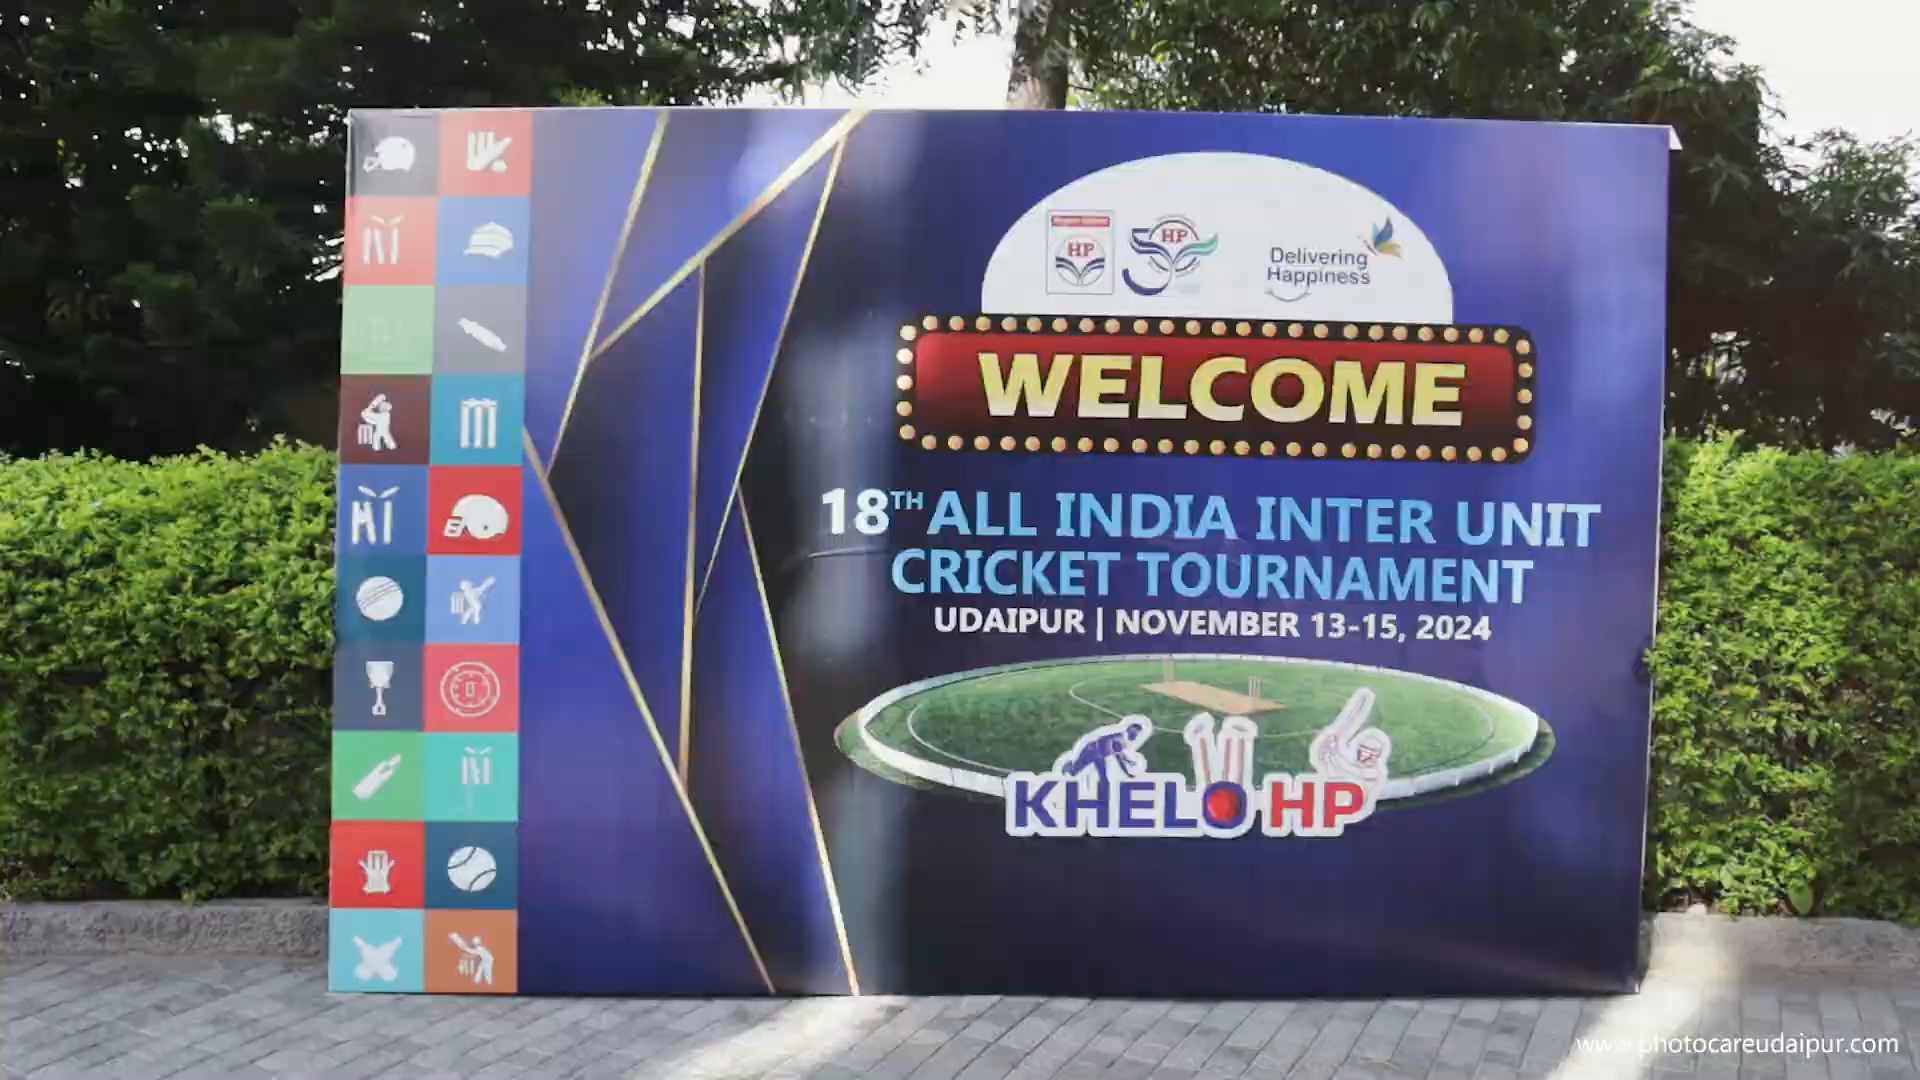 HP
HP
Delivering
Happiness
WELCOME
18TH ALL INDIA INTER UNIT
CRICKET TOURNAMENT
UDAIPUR | NOVEMBER 13-15, 2024
KHELO HP
www.photocareudaipur.com